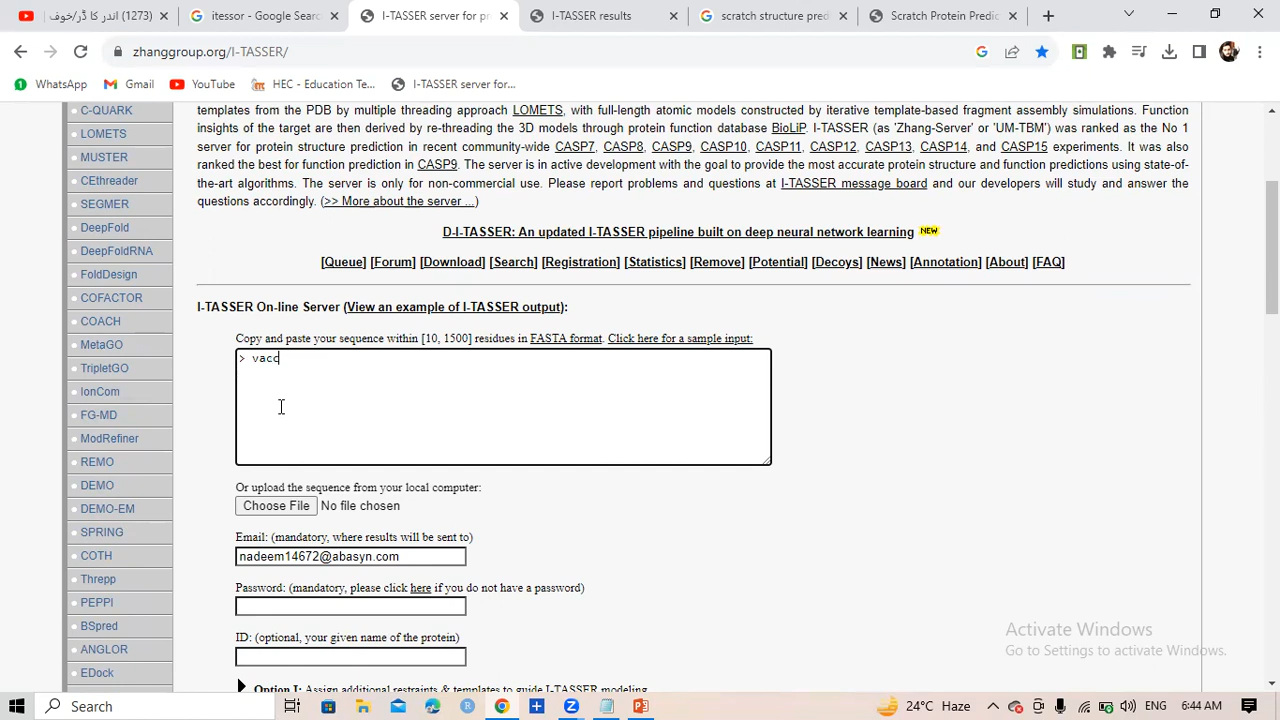 (1273) اندر کا ڈر/خوف
itessor - Google Search
I-TASSER server for pr
I-TASSER results
scratch structure pred
Scratch Protein Predic
zhanggroup.org/I-TASSER/
WhatsApp
Gmail
YouTube
HEC - Education Te...
I-TASSER server for...
C-QUARK
LOMETS
MUSTER
CEthreader
SEGMER
DeepFold
DeepFoldRNA
FoldDesign
COFACTOR
COACH
MetaGO
TripletGO
IonCom
FG-MD
ModRefiner
REMO
DEMO
DEMO-EM
SPRING
COTH
Threpp
PEPPI
BSpred
ANGLOR
EDock
templates from the PDB by multiple threading approach LOMETS, with full-length atomic models constructed by iterative template-based fragment assembly simulations. Function
insights of the target are then derived by re-threading the 3D models through protein function database BioLiP. I-TASSER (as 'Zhang-Server' or 'UM-TBM') was ranked as the No 1
server for protein structure prediction in recent community-wide CASP7, CASP8, CASP9, CASP10, CASP11, CASP12, CASP13, CASP14, and CASP15 experiments. It was also
ranked the best for function prediction in CASP9. The server is in active development with the goal to provide the most accurate protein structure and function predictions using state-of-
the-art algorithms. The server is only for non-commercial use. Please report problems and questions at I-TASSER message board and our developers will study and answer the
questions accordingly. (>> More about the server ...)
D-I-TASSER: An updated I-TASSER pipeline built on deep neural network learning NEW
[Queue] [Forum] [Download] [Search] [Registration] [Statistics] [Remove] [Potential] [Decoys] [News] [Annotation] [About] [FAQ]
I-TASSER On-line Server (View an example of I-TASSER output):
Copy and paste your sequence within [10, 1500] residues in FASTA format. Click here for a sample input:
> vacc
Or upload the sequence from your local computer:
Choose File No file chosen
Email: (mandatory, where results will be sent to)
nadeem14672@abasyn.com
Password: (mandatory, please click here if you do not have a password)
ID: (optional, your given name of the protein)
Option I: Assign additional restraints & templates to guide I-TASSER modeling.
Activate Windows
Go to Settings to activate Windows.
Search
24°C Haze
6:44 AM